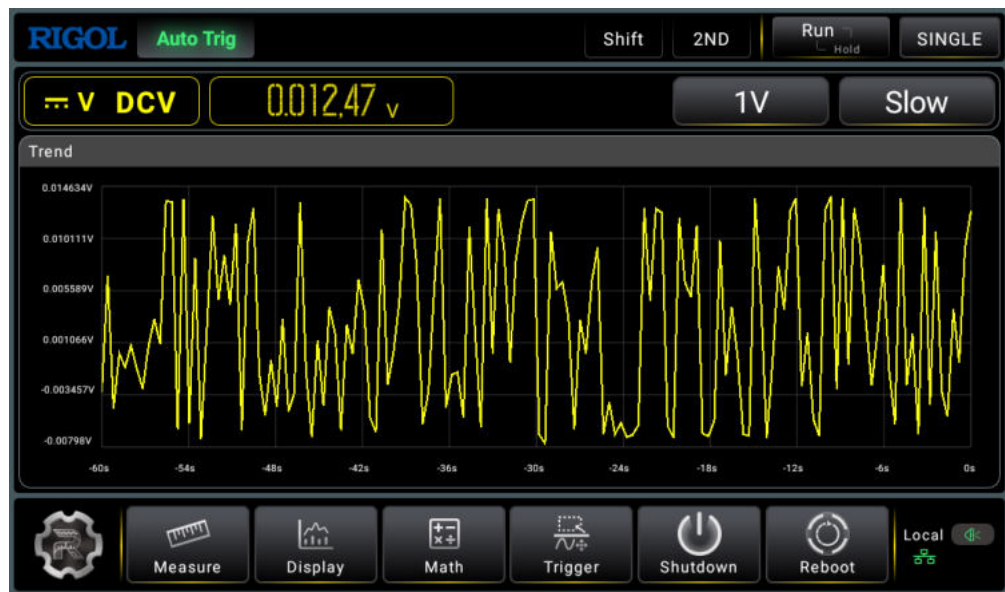 RIGOL Auto Trig Shift 2ND Run Hold SINGLE
V DCV 0.012,47 V 1V Slow
Trend
0.014634V
0.010111V
0.005589V
0.001066V
-0.003457V
-0.00798V
-60s -54s -48s -42s -36s -30s -24s -18s -12s -6s 0s
Measure Display Math Trigger Shutdown Reboot Local